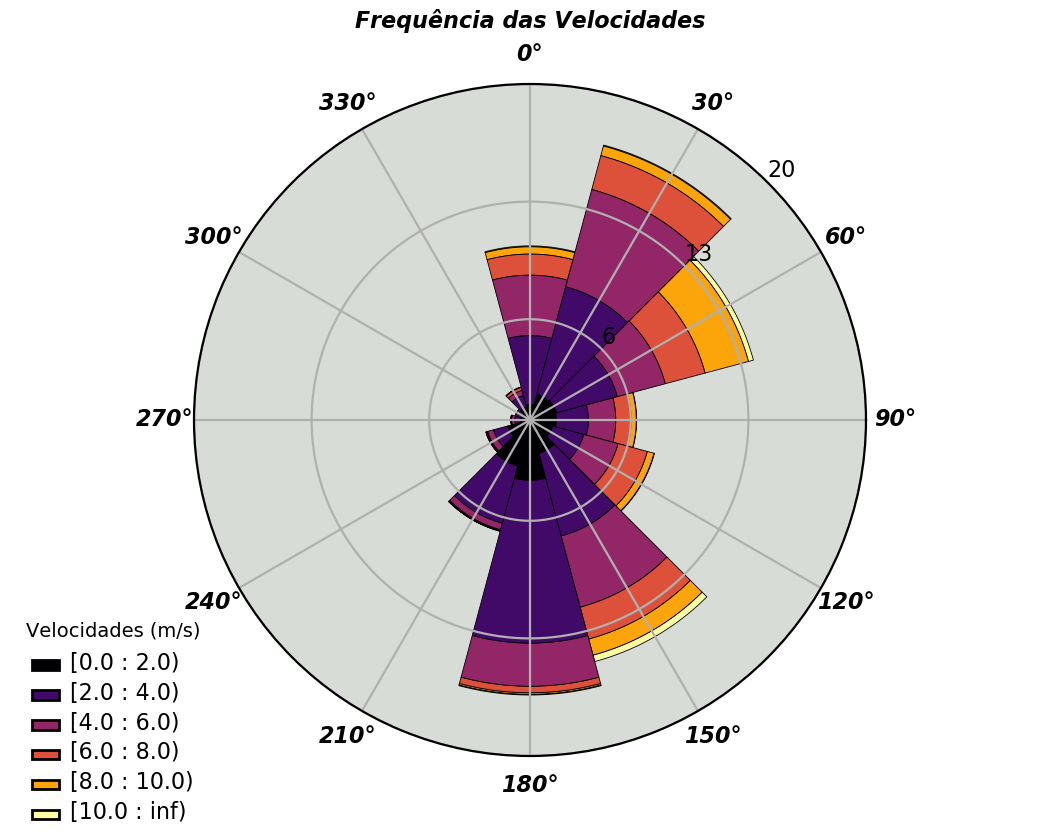 Frequência das Velocidades
0°
330°
30°
20
300°
60°
13
6
270°
90°
240°
120°
210°
150°
180°
Velocidades (m/s)
[0.0 : 2.0)
[2.0 : 4.0)
[4.0 : 6.0)
[6.0 : 8.0)
[8.0 : 10.0)
[10.0 : inf)